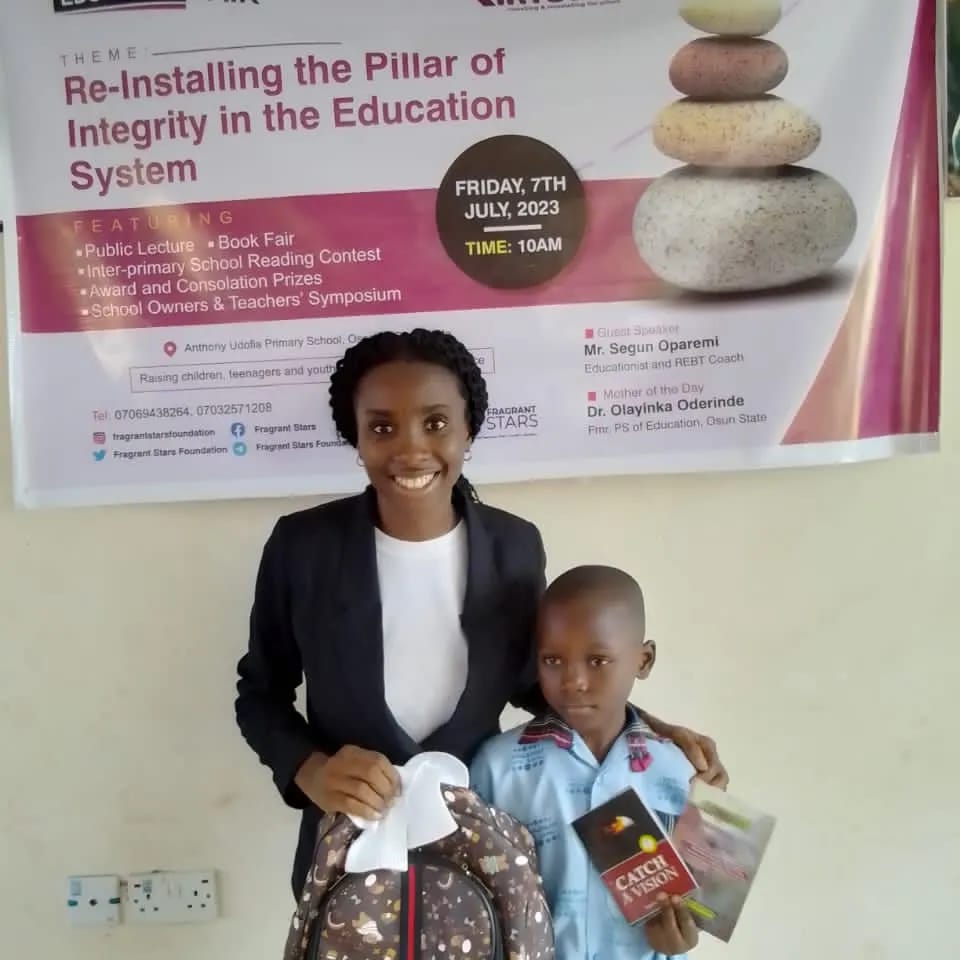 THEME:
Re-Installing the Pillar of
Integrity in the Education
System
FRIDAY, 7TH
JULY, 2023
TIME: 10AM
FEATURING
▪Public Lecture ▪Book Fair
▪Inter-primary School Reading Contest
▪Award and Consolation Prizes
▪School Owners & Teachers' Symposium
Anthony Udofia Primary School,
Raising children, teenagers and youth
Tel: 07069438264, 07032571208
fragrantstarsfoundation Fragrant Stars
Fragrant Stars Foundation Fragrant Stars
FRAGRANT
STARS
Guest Speaker
Mr. Segun Oparemi
Educationist and REBT Coach
Mother of the Day
Dr. Olayinka Oderinde
Fmr. PS of Education, Osun State
CATCH
A VISION